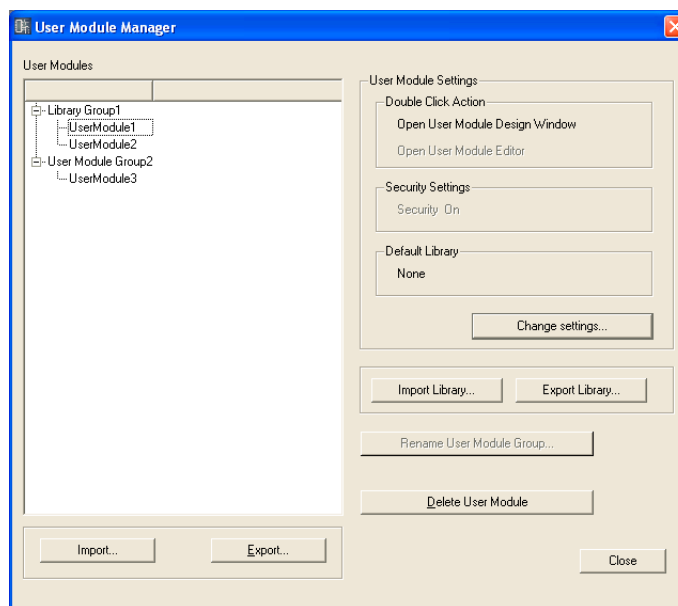 User Module Manager
User Modules
Library Group1
UserModule1
UserModule2
User Module Group2
UserModule3
Import...
Export...
User Module Settings
Double Click Action
Open User Module Design Window
Open User Module Editor
Security Settings
Security On
Default Library
None
Change settings...
Import Library...
Export Library...
Rename User Module Group...
Delete User Module
Close